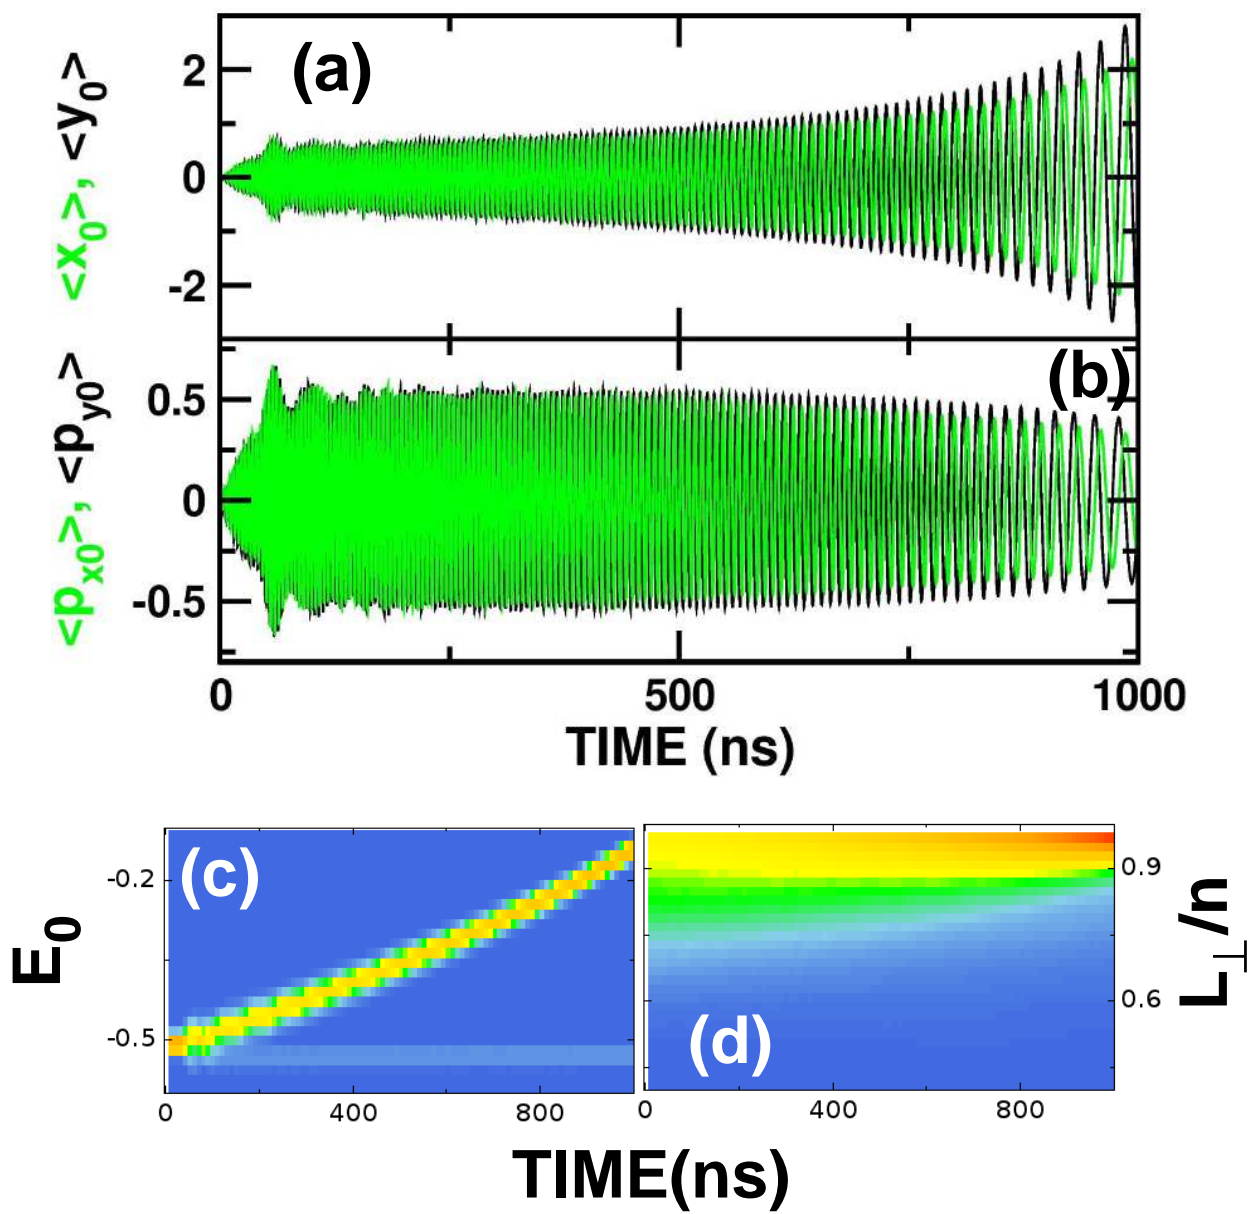 (a)
<x₀>, <y₀>
2
0
-2
(b)
<pₓ₀>, <p_y0>
0.5
0
-0.5
0 500 1000
TIME (ns)
(c)
E₀
-0.2
-0.5
0 400 800
(d)
L⊥/n
0.9
0.6
0 400 800
TIME(ns)